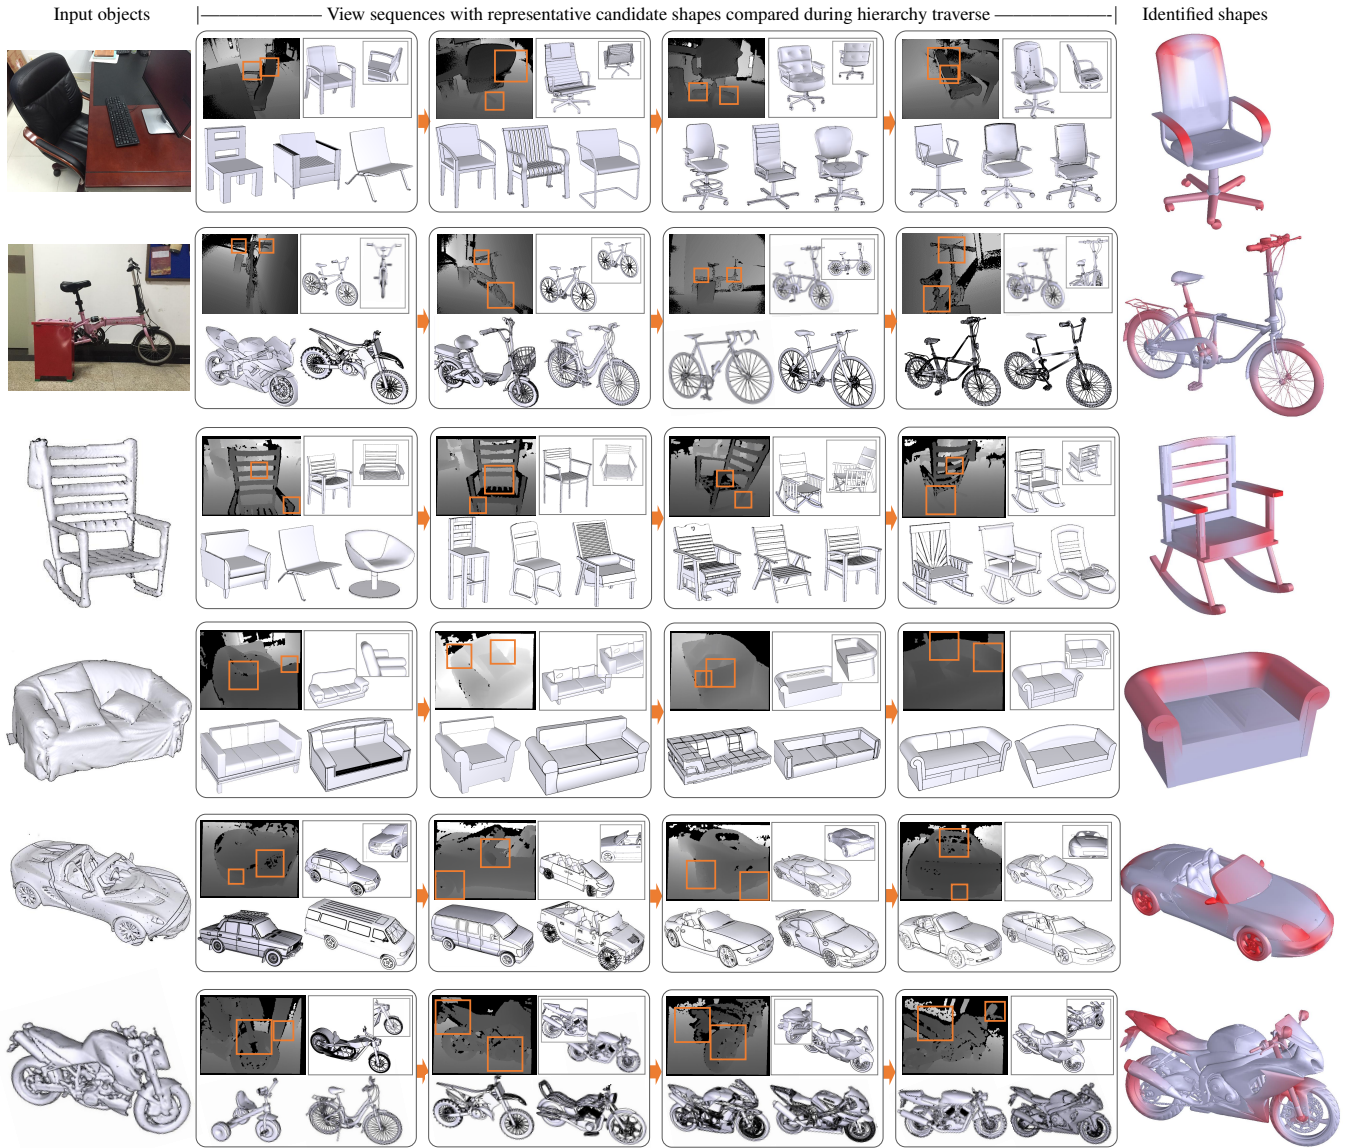 Input objects
View sequences with representative candidate shapes compared during hierarchy traverse
Identified shapes